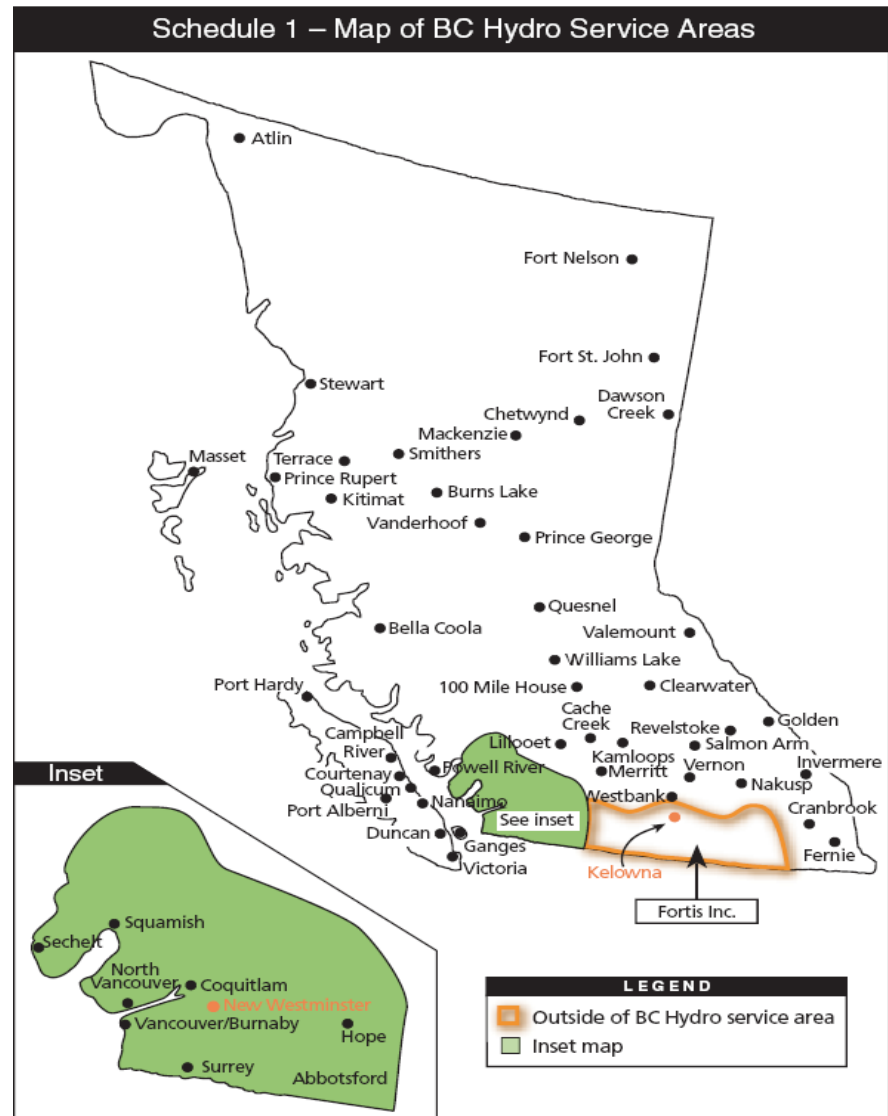 Schedule 1 – Map of BC Hydro Service Areas
Atlin
Fort Nelson
Fort St. John
Dawson
Creek
Chetwynd
Mackenzie
Stewart
Smithers
Terrace
Masset
Prince Rupert
Kitimat
Burns Lake
Vanderhoof
Prince George
Quesnel
Bella Coola
Valemount
Williams Lake
Port Hardy
100 Mile House
Clearwater
Cache
Creek
Revelstoke
Golden
Campbell
River
Lillooet
Kamloops
Salmon Arm
Invermere
Powell River
Merritt
Vernon
Nakusp
Courtenay
Qualicum
Port Alberni
Nanaimo
Westbank
Cranbrook
See inset
Duncan
Ganges
Victoria
Kelowna
Fernie
Fortis Inc.
Inset
Squamish
Sechelt
North
Vancouver
Coquitlam
New Westminster
Vancouver/Burnaby
Hope
Surrey
Abbotsford
LEGEND
Outside of BC Hydro service area
Inset map